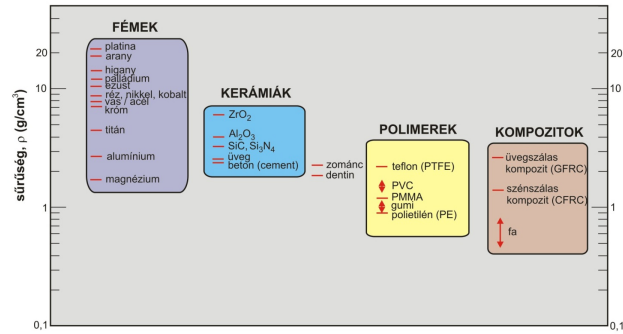 FÉMEK
platina
arany
higany
palládium
ezüst
réz, nikkel, kobalt
vas / acél
króm
titán
alumínium
magnézium
KERÁMIÁK
ZrO₂
Al₂O₃
SiC, Si₃N₄
üveg
beton (cement)
zománc
dentin
POLIMEREK
teflon (PTFE)
PVC
PMMA
gumi
polietilén (PE)
KOMPOZITOK
üvegszálas
kompozit (GFRC)
szénszálas
kompozit (CFRC)
fa
sűrűség, ρ (g/cm³)
20
10
1
0,1
20
10
1
0,1